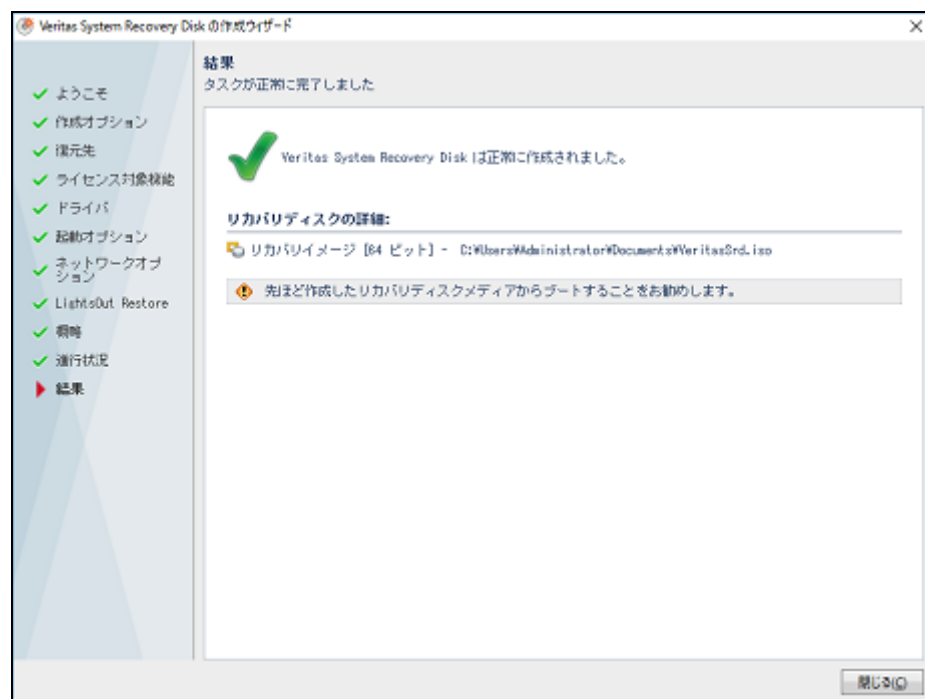 Veritas System Recovery Disk の作成ウィザード
結果
タスクが正常に完了しました
ようこそ
作成オプション
復元先
ライセンス対象機能
ドライバ
起動オプション
ネットワークオプ
ション
LightsOut Restore
概略
進行状況
結果
Veritas System Recovery Disk は正常に作成されました。
リカバリディスクの詳細:
リカバリイメージ [64 ビット] - C:¥Users¥Administrator¥Documents¥VeritasSrd.iso
先ほど作成したリカバリディスクメディアからブートすることをお勧めします。
閉じる(C)